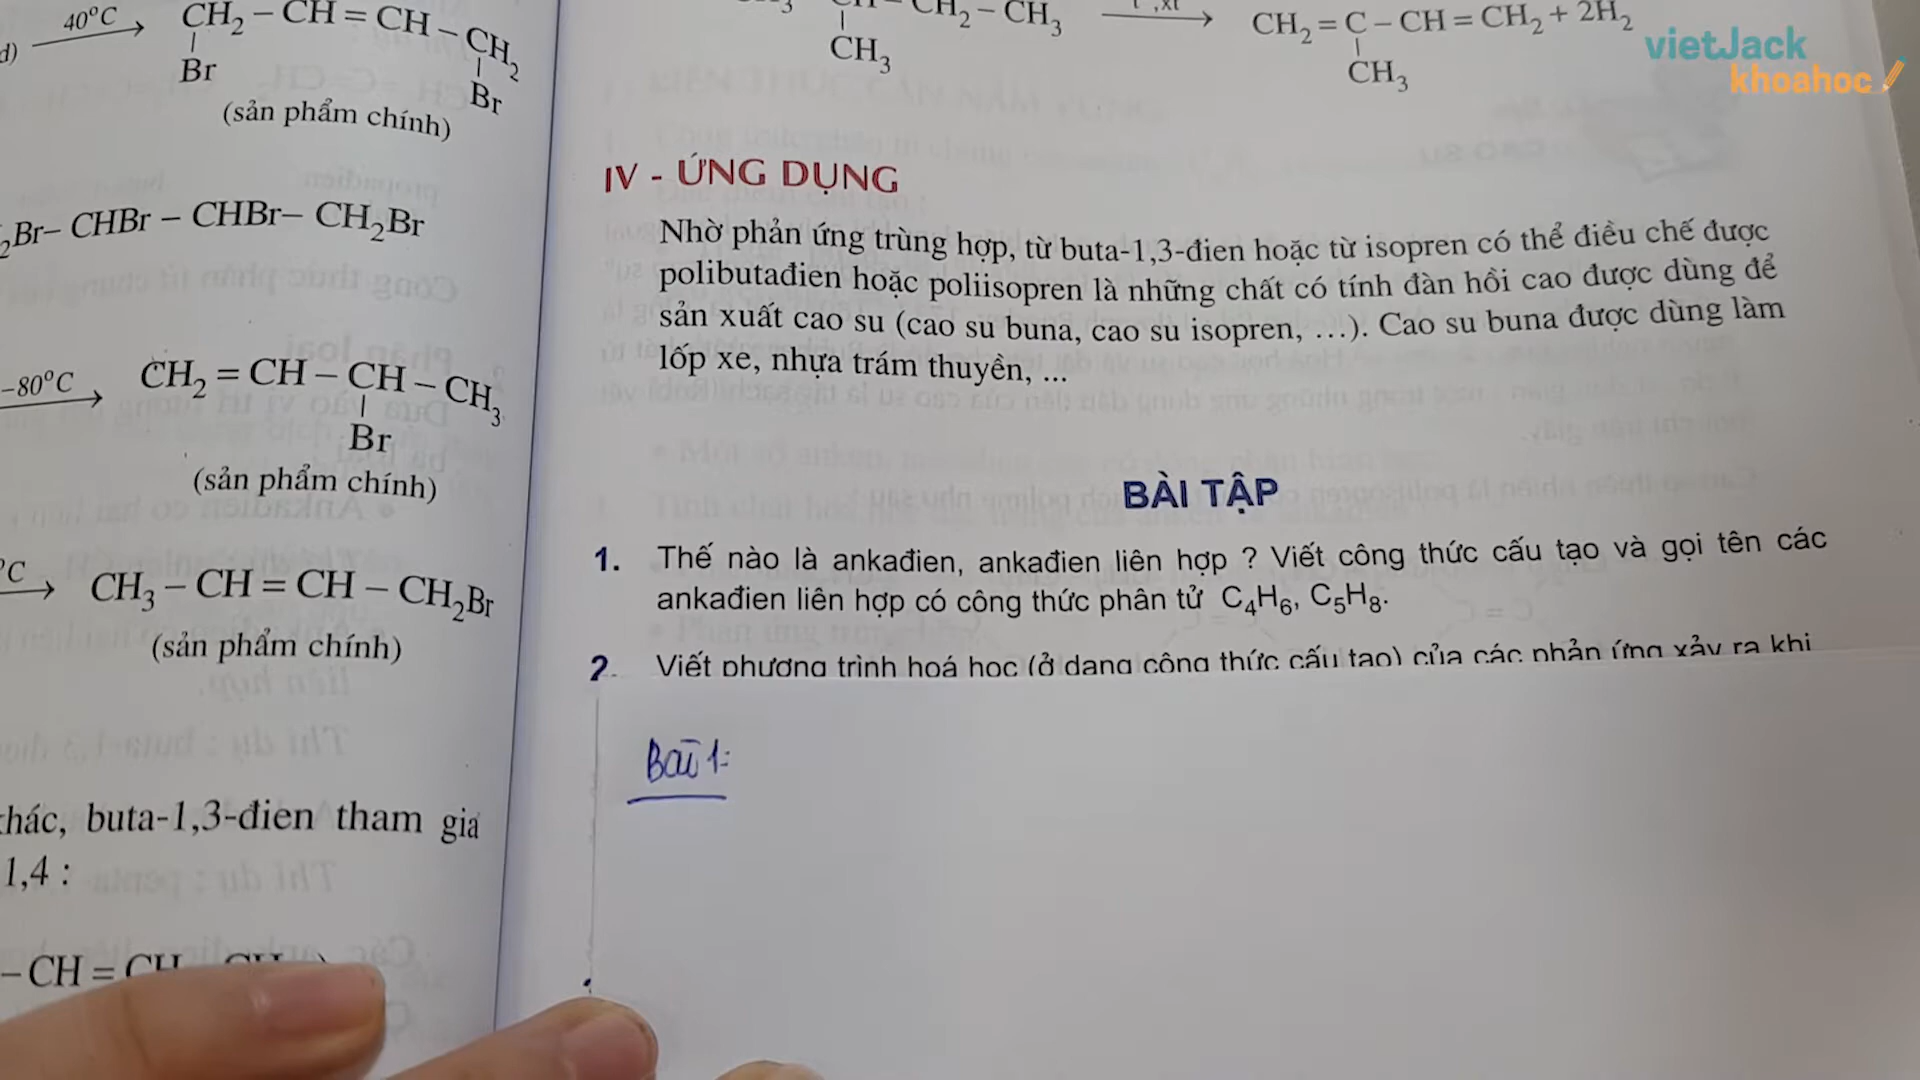 d) 40°C CH2 – CH = CH – CH2
Br Br
(sản phẩm chính)
2Br– CHBr – CHBr– CH2Br
–80°C CH2 = CH – CH – CH3
Br
(sản phẩm chính)
°C CH3 – CH = CH – CH2Br
(sản phẩm chính)
khác, buta-1,3-đien tham gia
1,4 :
– CH =
CH2 – CH3 t°,xt CH2 = C – CH = CH2 + 2H2
CH3 CH3
vietJack
khoahoc
IV - ỨNG DỤNG
Nhờ phản ứng trùng hợp, từ buta-1,3-đien hoặc từ isopren có thể điều chế được
polibutađien hoặc poliisopren là những chất có tính đàn hồi cao được dùng để
sản xuất cao su (cao su buna, cao su isopren, ...). Cao su buna được dùng làm
lốp xe, nhựa trám thuyền, ...
BÀI TẬP
1. Thế nào là ankađien, ankađien liên hợp ? Viết công thức cấu tạo và gọi tên các
ankađien liên hợp có công thức phân tử C4H6, C5H8.
2. Viết phương trình hoá học (ở dạng công thức cấu tạo) của các phản ứng xảy ra khi
Bài 1: